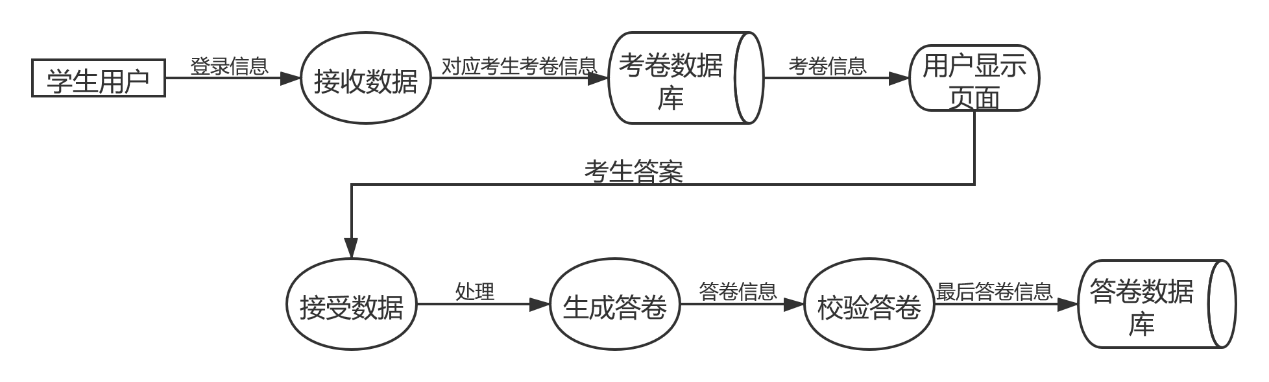 学生用户
登录信息
接收数据
对应考生考卷信息
考卷数据
库
考卷信息
用户显示
页面
考生答案
接受数据
处理
生成答卷
答卷信息
校验答卷
最后答卷信息
答卷数据
库